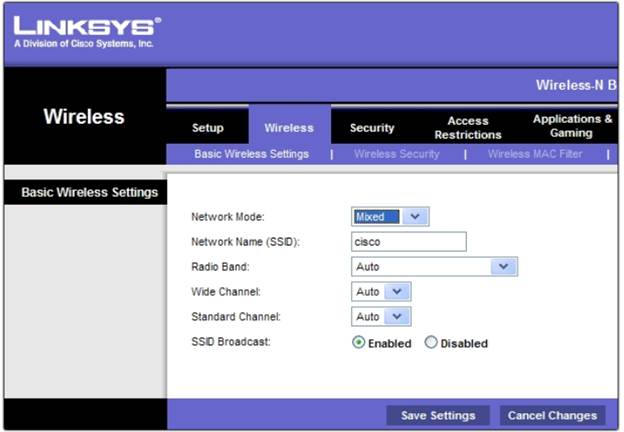 LINKSYS®
A Division of Cisco Systems, Inc.
Wireless-N B
Wireless
Setup Wireless Security Access Restrictions Applications & Gaming
Basic Wireless Settings | Wireless Security | Wireless MAC Filter |
Basic Wireless Settings
Network Mode: Mixed
Network Name (SSID): cisco
Radio Band: Auto
Wide Channel: Auto
Standard Channel: Auto
SSID Broadcast: Enabled Disabled
Save Settings Cancel Changes